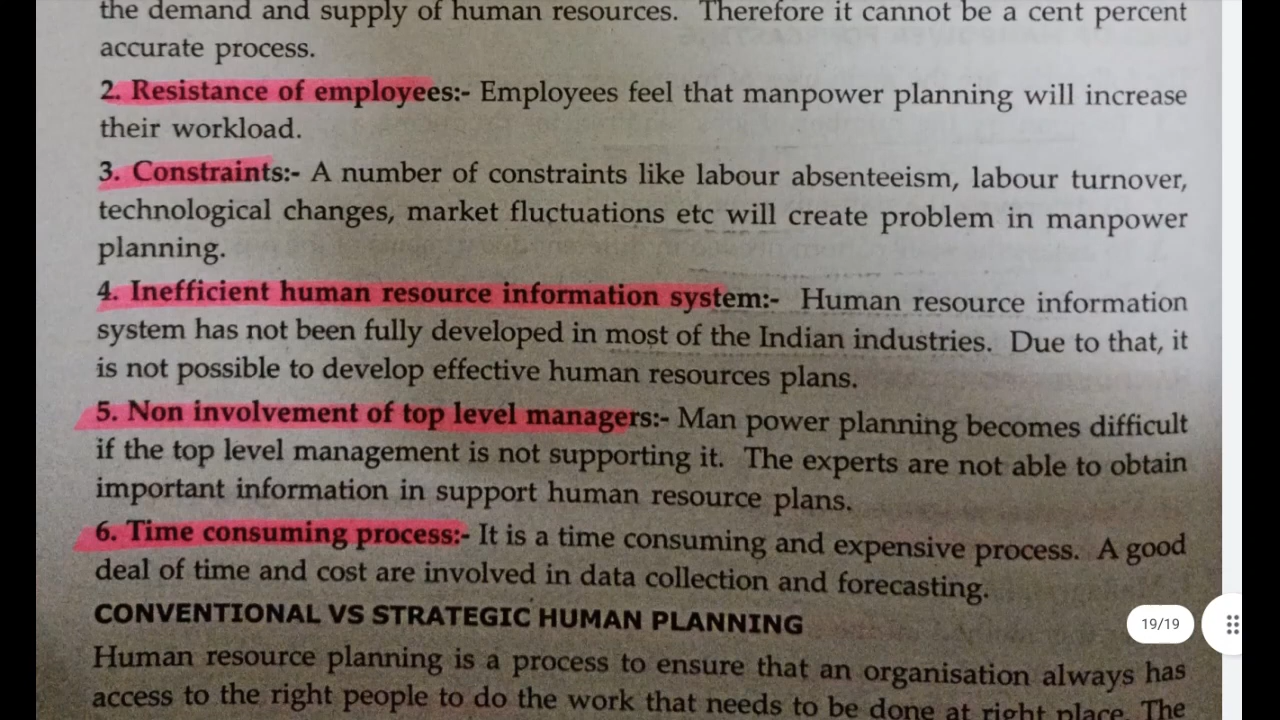 the demand and supply of human resources. Therefore it cannot be a cent percent
accurate process.
2. Resistance of employees:- Employees feel that manpower planning will increase
their workload.
3. Constraints:- A number of constraints like labour absenteeism, labour turnover,
technological changes, market fluctuations etc will create problem in manpower
planning.
4. Inefficient human resource information system:- Human resource information
system has not been fully developed in most of the Indian industries. Due to that, it
is not possible to develop effective human resources plans.
5. Non involvement of top level managers:- Man power planning becomes difficult
if the top level management is not supporting it. The experts are not able to obtain
important information in support human resource plans.
6. Time consuming process:- It is a time consuming and expensive process. A good
deal of time and cost are involved in data collection and forecasting.
CONVENTIONAL VS STRATEGIC HUMAN PLANNING
19/19
Human resource planning is a process to ensure that an organisation always has
access to the right people to do the work that needs to be done at right place. The